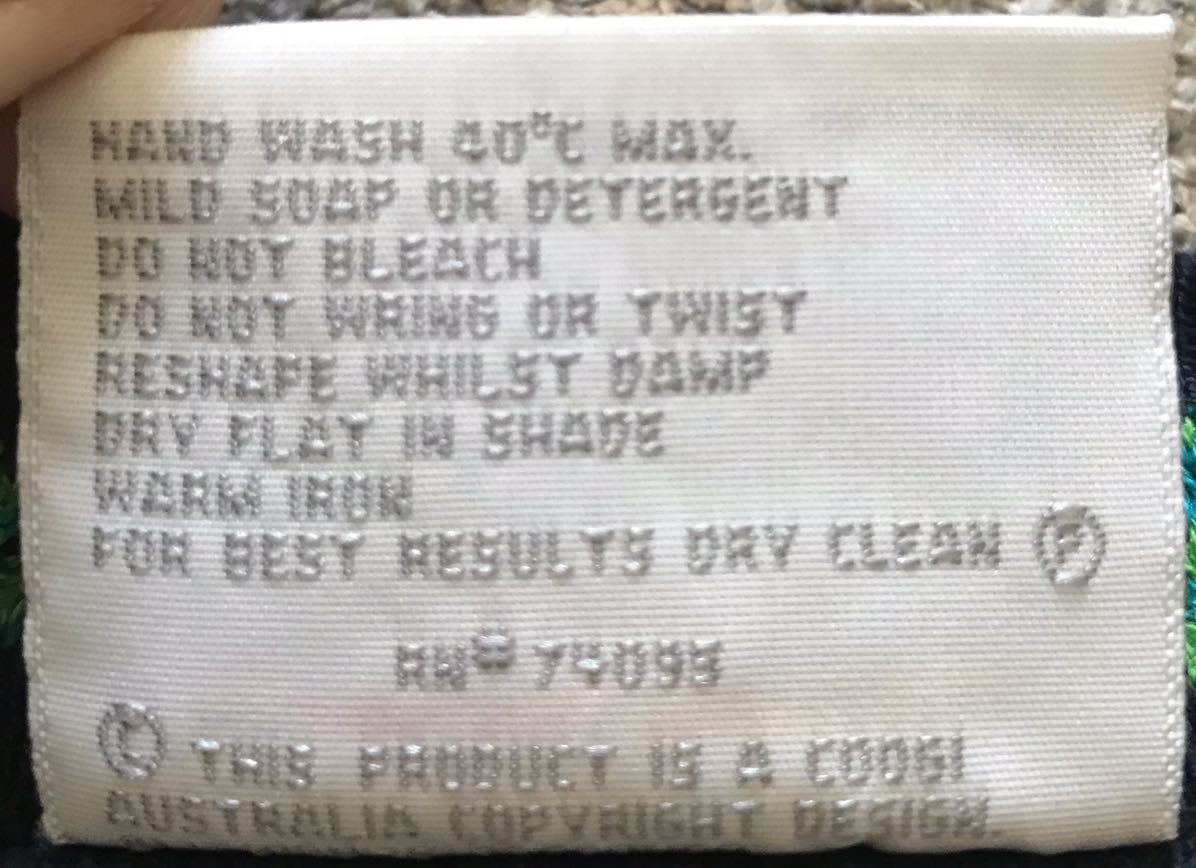 HAND WASH 40°C MAX.
MILD SOAP OR DETERGENT
DO NOT BLEACH
DO NOT WRING OR TWIST
RESHAPE WHILST DAMP
DRY FLAT IN SHADE
WARM IRON
FOR BEST RESULTS DRY CLEAN Ⓟ
RN# 74095
© THIS PRODUCT IS A COOGI
AUSTRALIA COPYRIGHT DESIGN.